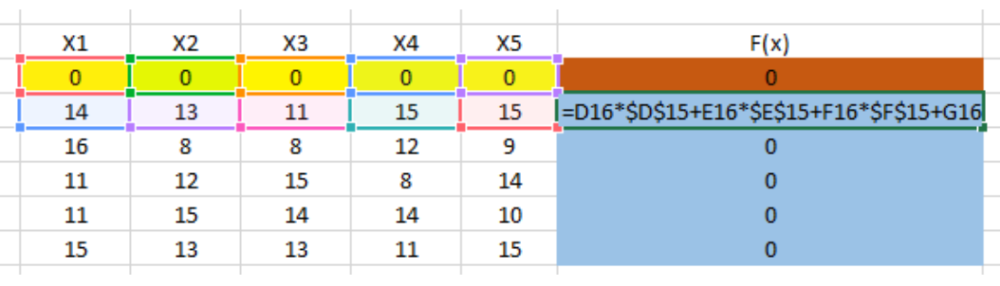 X1 X2 X3 X4 X5 F(x)
0 0 0 0 0 0
14 13 11 15 15 =D16*$D$15+E16*$E$15+F16*$F$15+G16
16 8 8 12 9 0
11 12 15 8 14 0
11 15 14 14 10 0
15 13 13 11 15 0